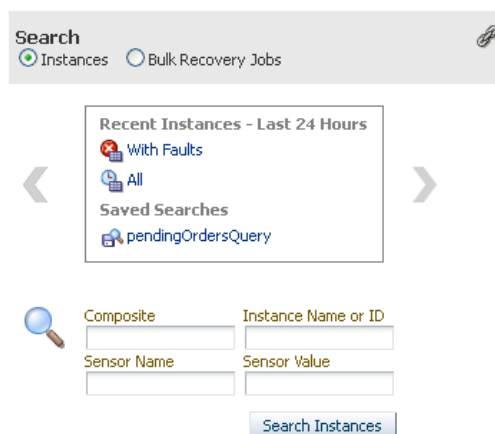 Search
Instances Bulk Recovery Jobs
Recent Instances - Last 24 Hours
With Faults
All
Saved Searches
pendingOrdersQuery
Composite Instance Name or ID
Sensor Name Sensor Value
Search Instances